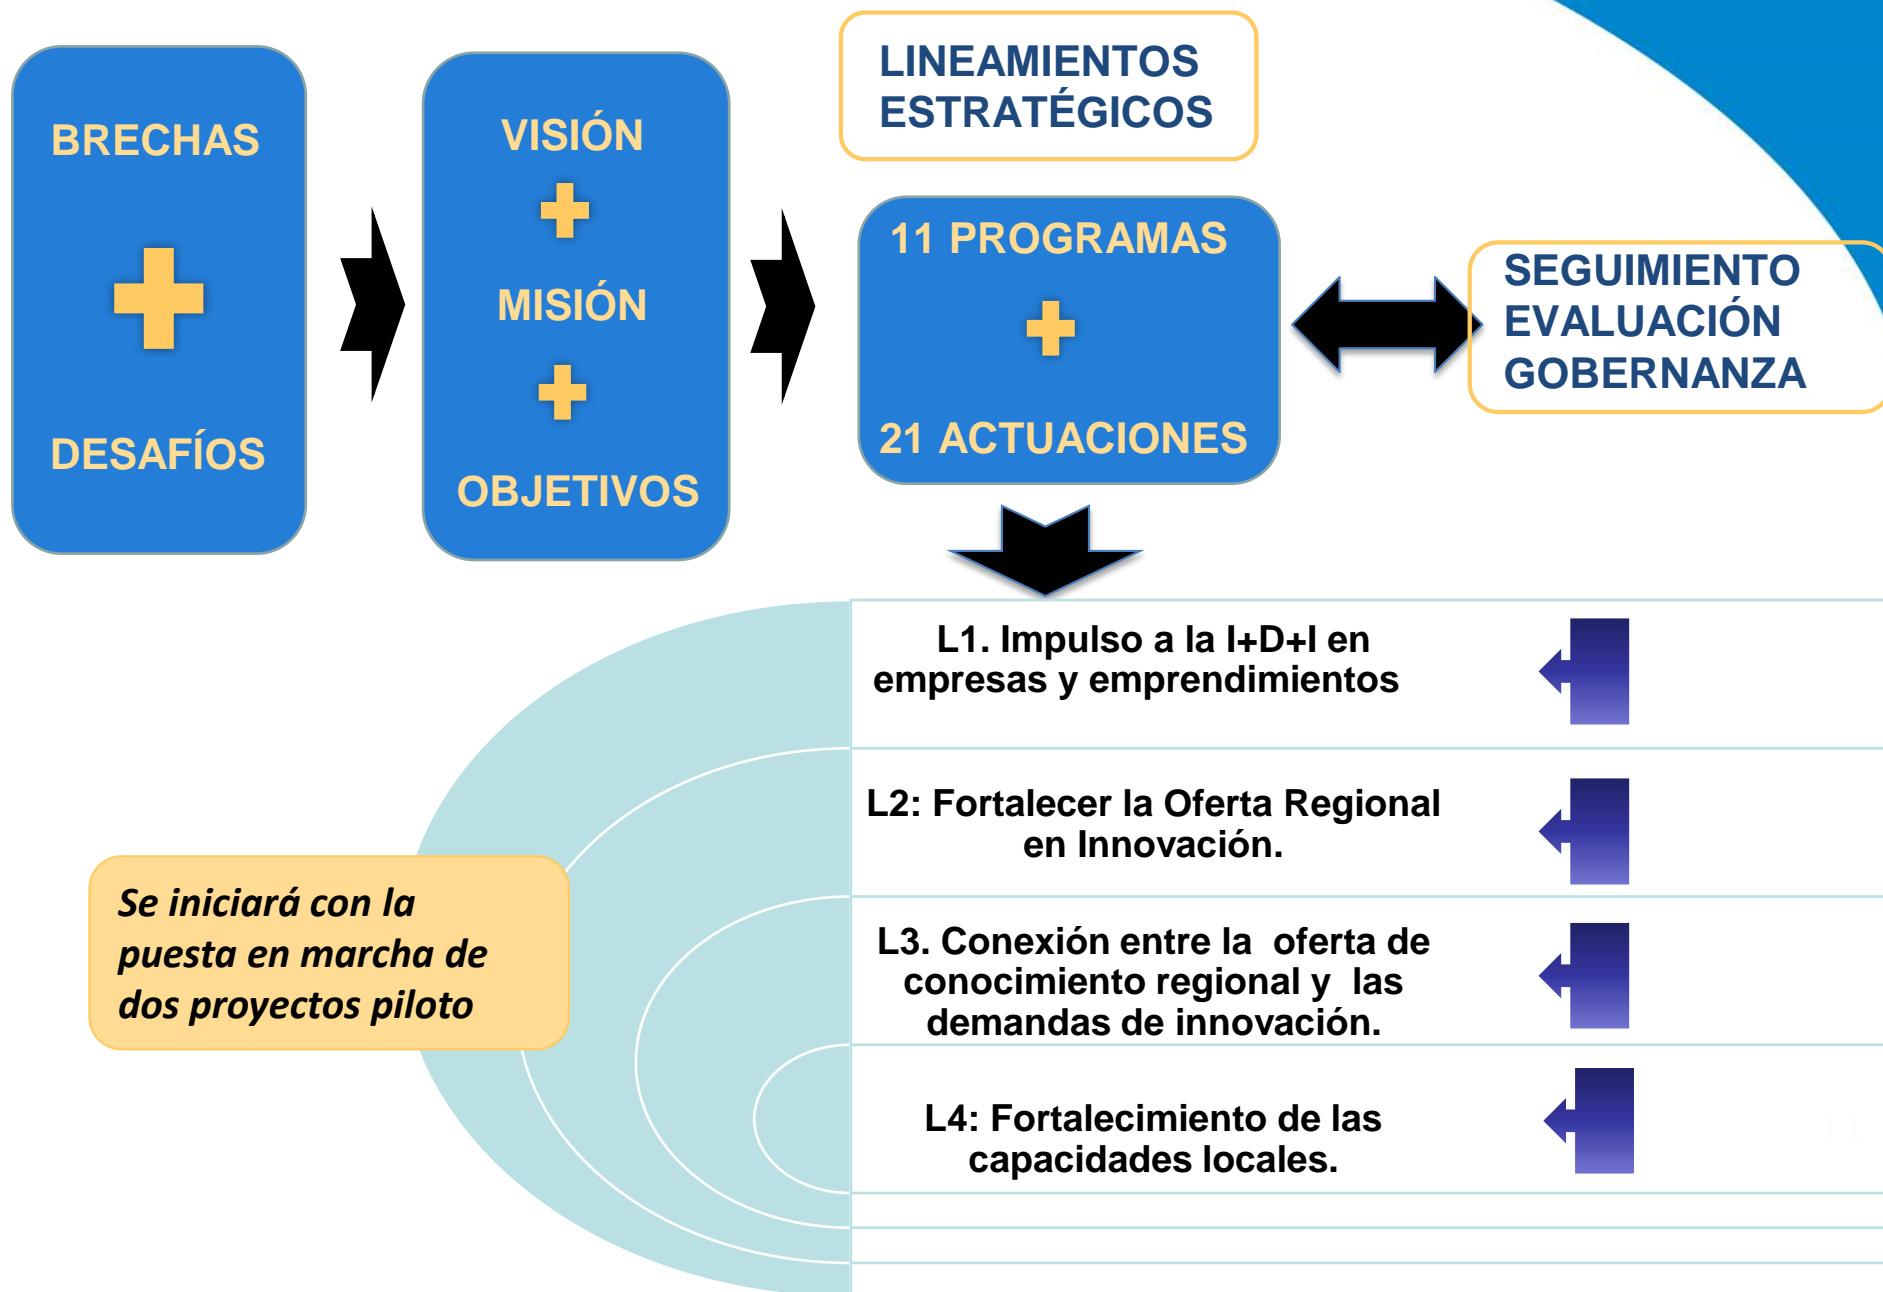 BRECHAS
DESAFÍOS
VISIÓN
MISIÓN
OBJETIVOS
LINEAMIENTOS
ESTRATÉGICOS
11 PROGRAMAS
21 ACTUACIONES
SEGUIMIENTO
EVALUACIÓN
GOBERNANZA
L1. Impulso a la I+D+I en
empresas y emprendimientos
L2: Fortalecer la Oferta Regional
en Innovación.
L3. Conexión entre la oferta de
conocimiento regional y las
demandas de innovación.
L4: Fortalecimiento de las
capacidades locales.
Se iniciará con la
puesta en marcha de
dos proyectos piloto